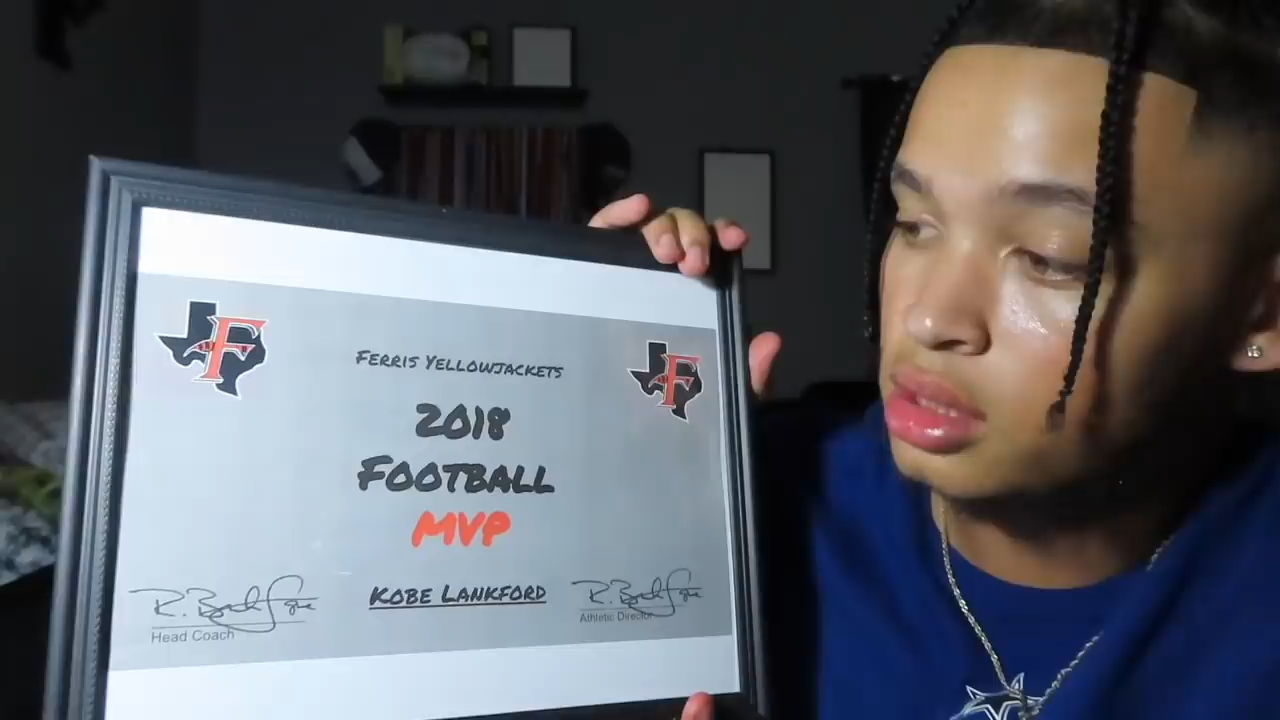 F
F
FERRIS YELLOWJACKETS
2018
FOOTBALL
MVP
KOBE LANKFORD
Head Coach
Athletic Director